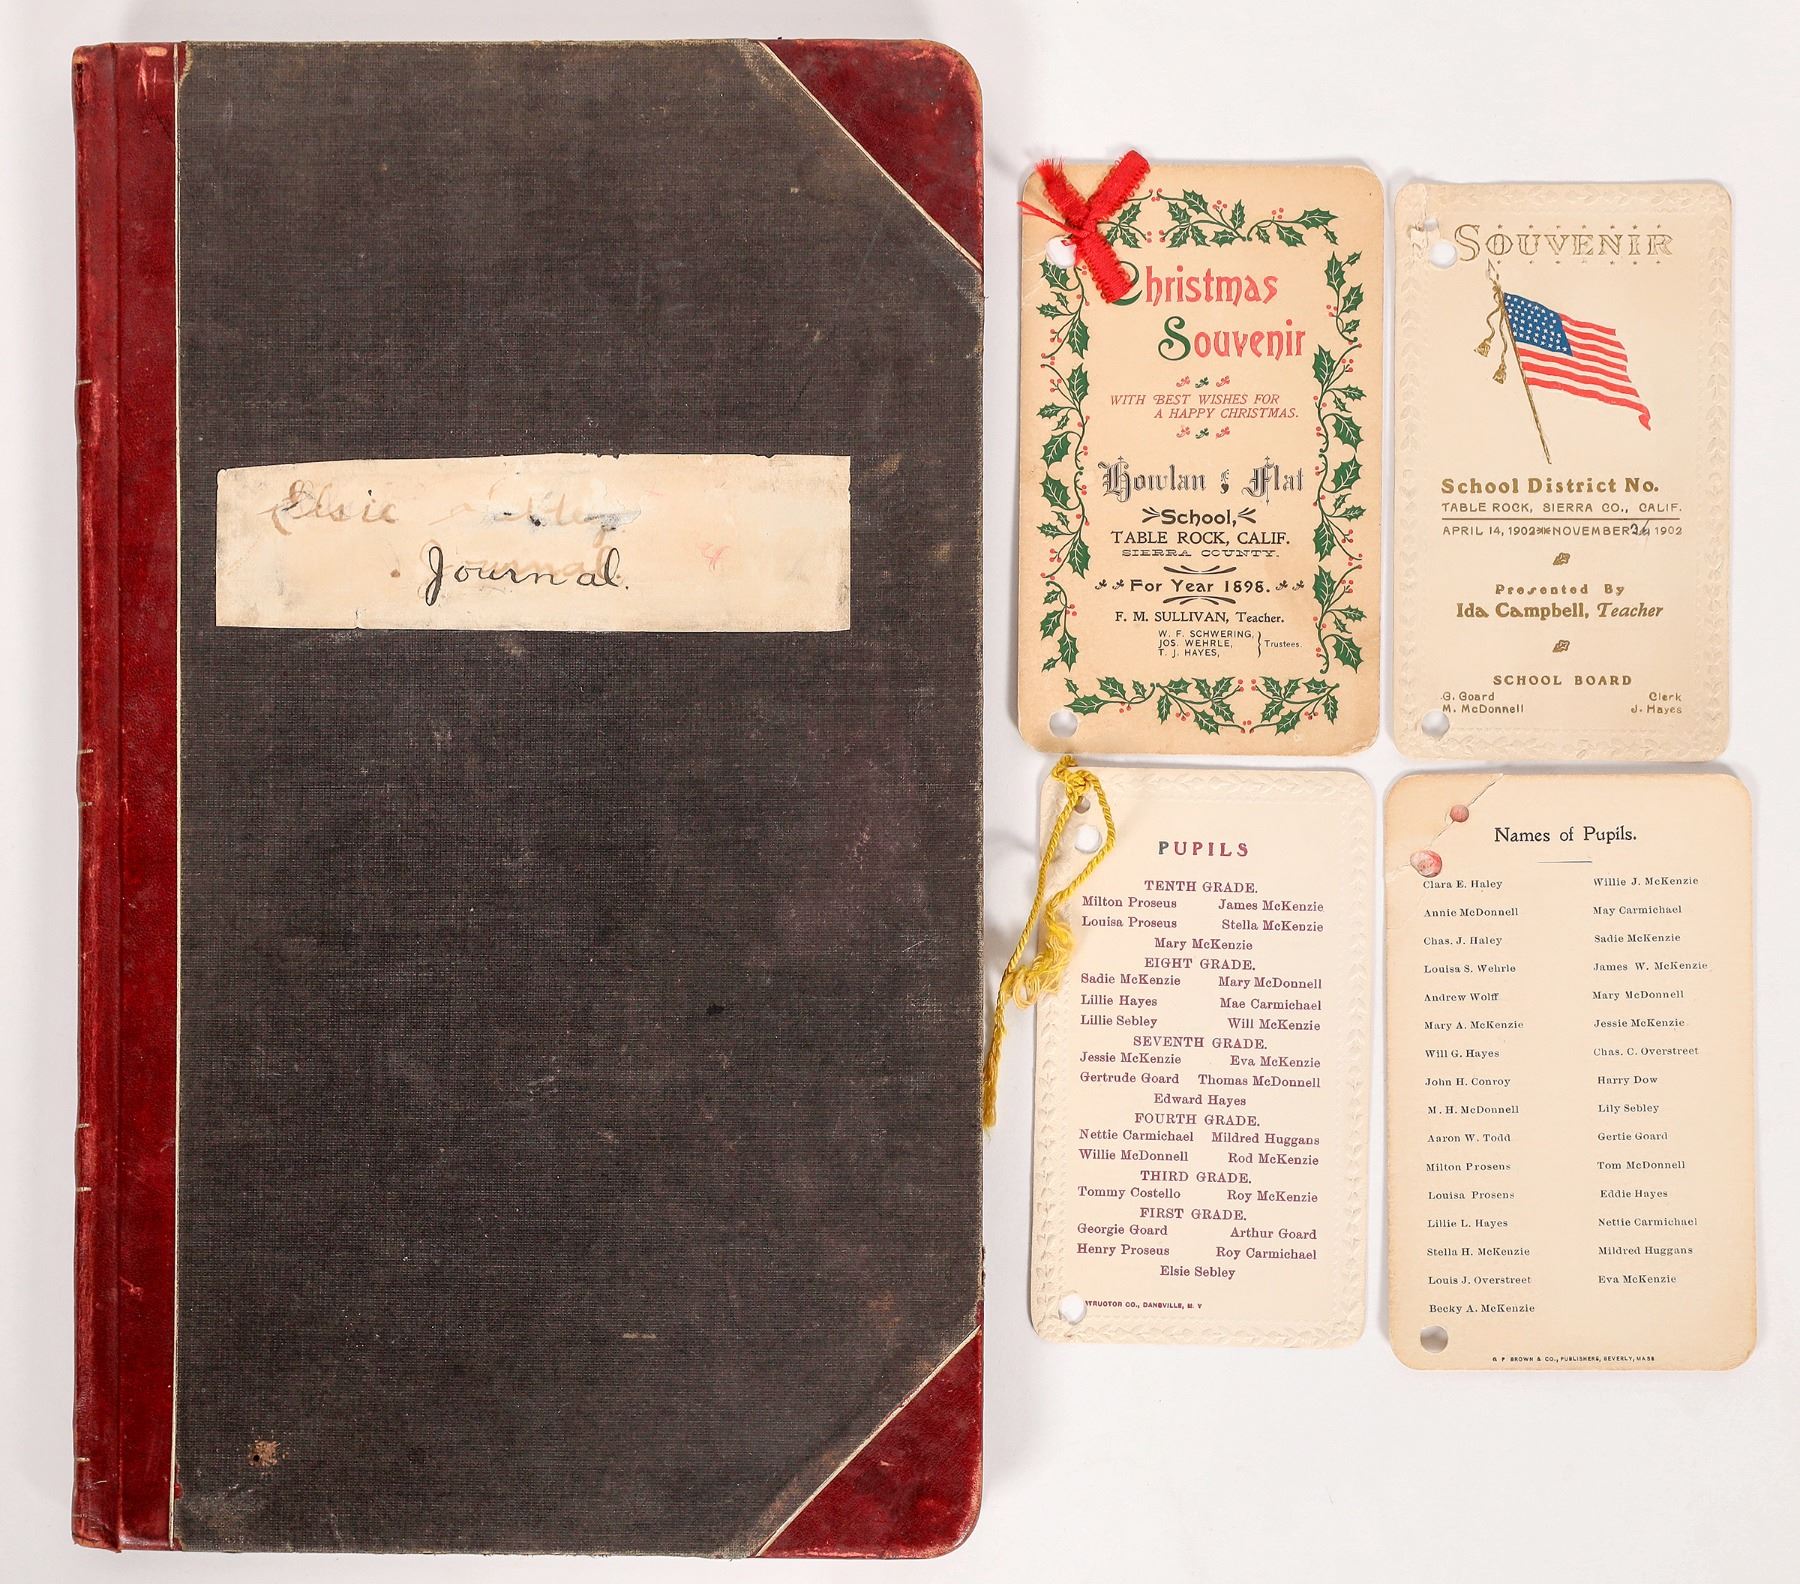 Elsie
Journal.
Christmas
Souvenir
WITH BEST WISHES FOR
A HAPPY CHRISTMAS.
Howlan Flat
School,
TABLE ROCK, CALIF.
SIERRA COUNTY.
For Year 1898.
F. M. SULLIVAN, Teacher.
W. F. SCHWERING,
JOS. WEHRLE, Trustees.
T. J. HAYES,
SOUVENIR
School District No.
TABLE ROCK, SIERRA CO., CALIF.
APRIL 14, 1902 NOVEMBER 1902
Presented By
Ida Campbell, Teacher
SCHOOL BOARD
G. Goard Clerk
M. McDonnell J. Hayes
PUPILS
TENTH GRADE.
Milton Proseus James McKenzie
Louisa Proseus Stella McKenzie
Mary McKenzie
EIGHT GRADE.
Sadie McKenzie Mary McDonnell
Lillie Hayes Mae Carmichael
Lillie Sebley Will McKenzie
SEVENTH GRADE.
Jessie McKenzie Eva McKenzie
Gertrude Goard Thomas McDonnell
Edward Hayes
FOURTH GRADE.
Nettie Carmichael Mildred Huggans
Willie McDonnell Rod McKenzie
THIRD GRADE.
Tommy Costello Roy McKenzie
FIRST GRADE.
Georgie Goard Arthur Goard
Henry Proseus Roy Carmichael
Elsie Sebley
STRUCTOR CO., DANSVILLE, N. Y
Names of Pupils.
Clara E. Haley Willie J. McKenzie
Annie McDonnell May Carmichael
Chas. J. Haley Sadie McKenzie
Louisa S. Wehrle James W. McKenzie
Andrew Wolff Mary McDonnell
Mary A. McKenzie Jessie McKenzie
Will G. Hayes Chas. C. Overstreet
John H. Conroy Harry Dow
M. H. McDonnell Lily Sebley
Aaron W. Todd Gertie Goard
Milton Prosens Tom McDonnell
Louisa Prosens Eddie Hayes
Lillie L. Hayes Nettie Carmichael
Stella H. McKenzie Mildred Huggans
Louis J. Overstreet Eva McKenzie
Becky A. McKenzie
G. P. BROWN & CO., PUBLISHERS, BEVERLY, MASS